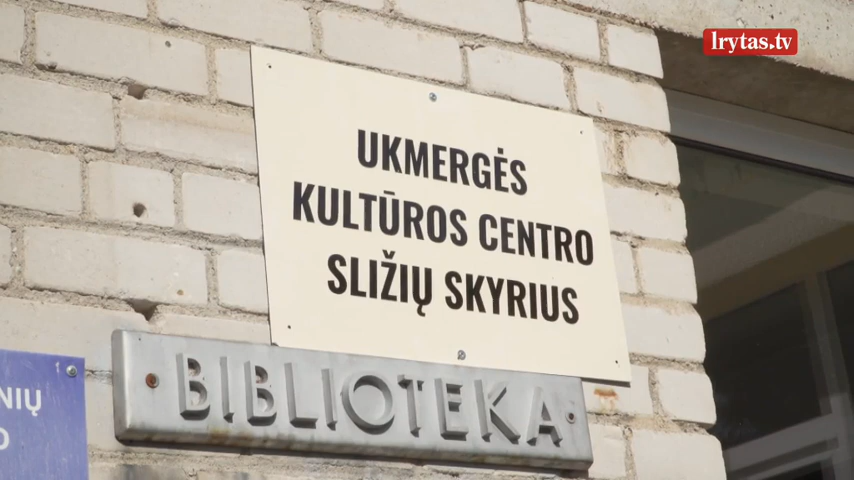 lrytas.tv
UKMERGĖS
KULTŪROS CENTRO
SLIŽIŲ SKYRIUS
BIBLIOTEKA